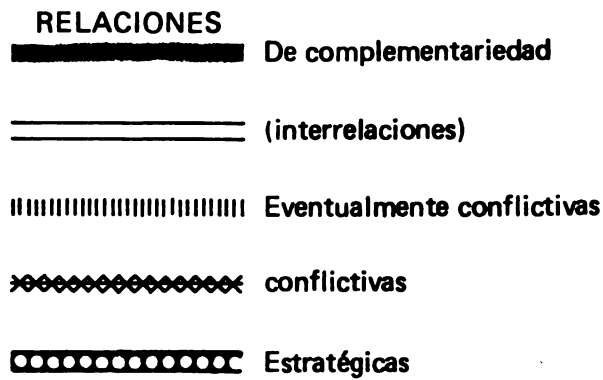 RELACIONES
De complementariedad
(interrelaciones)
Eventualmente conflictivas
conflictivas
Estratégicas